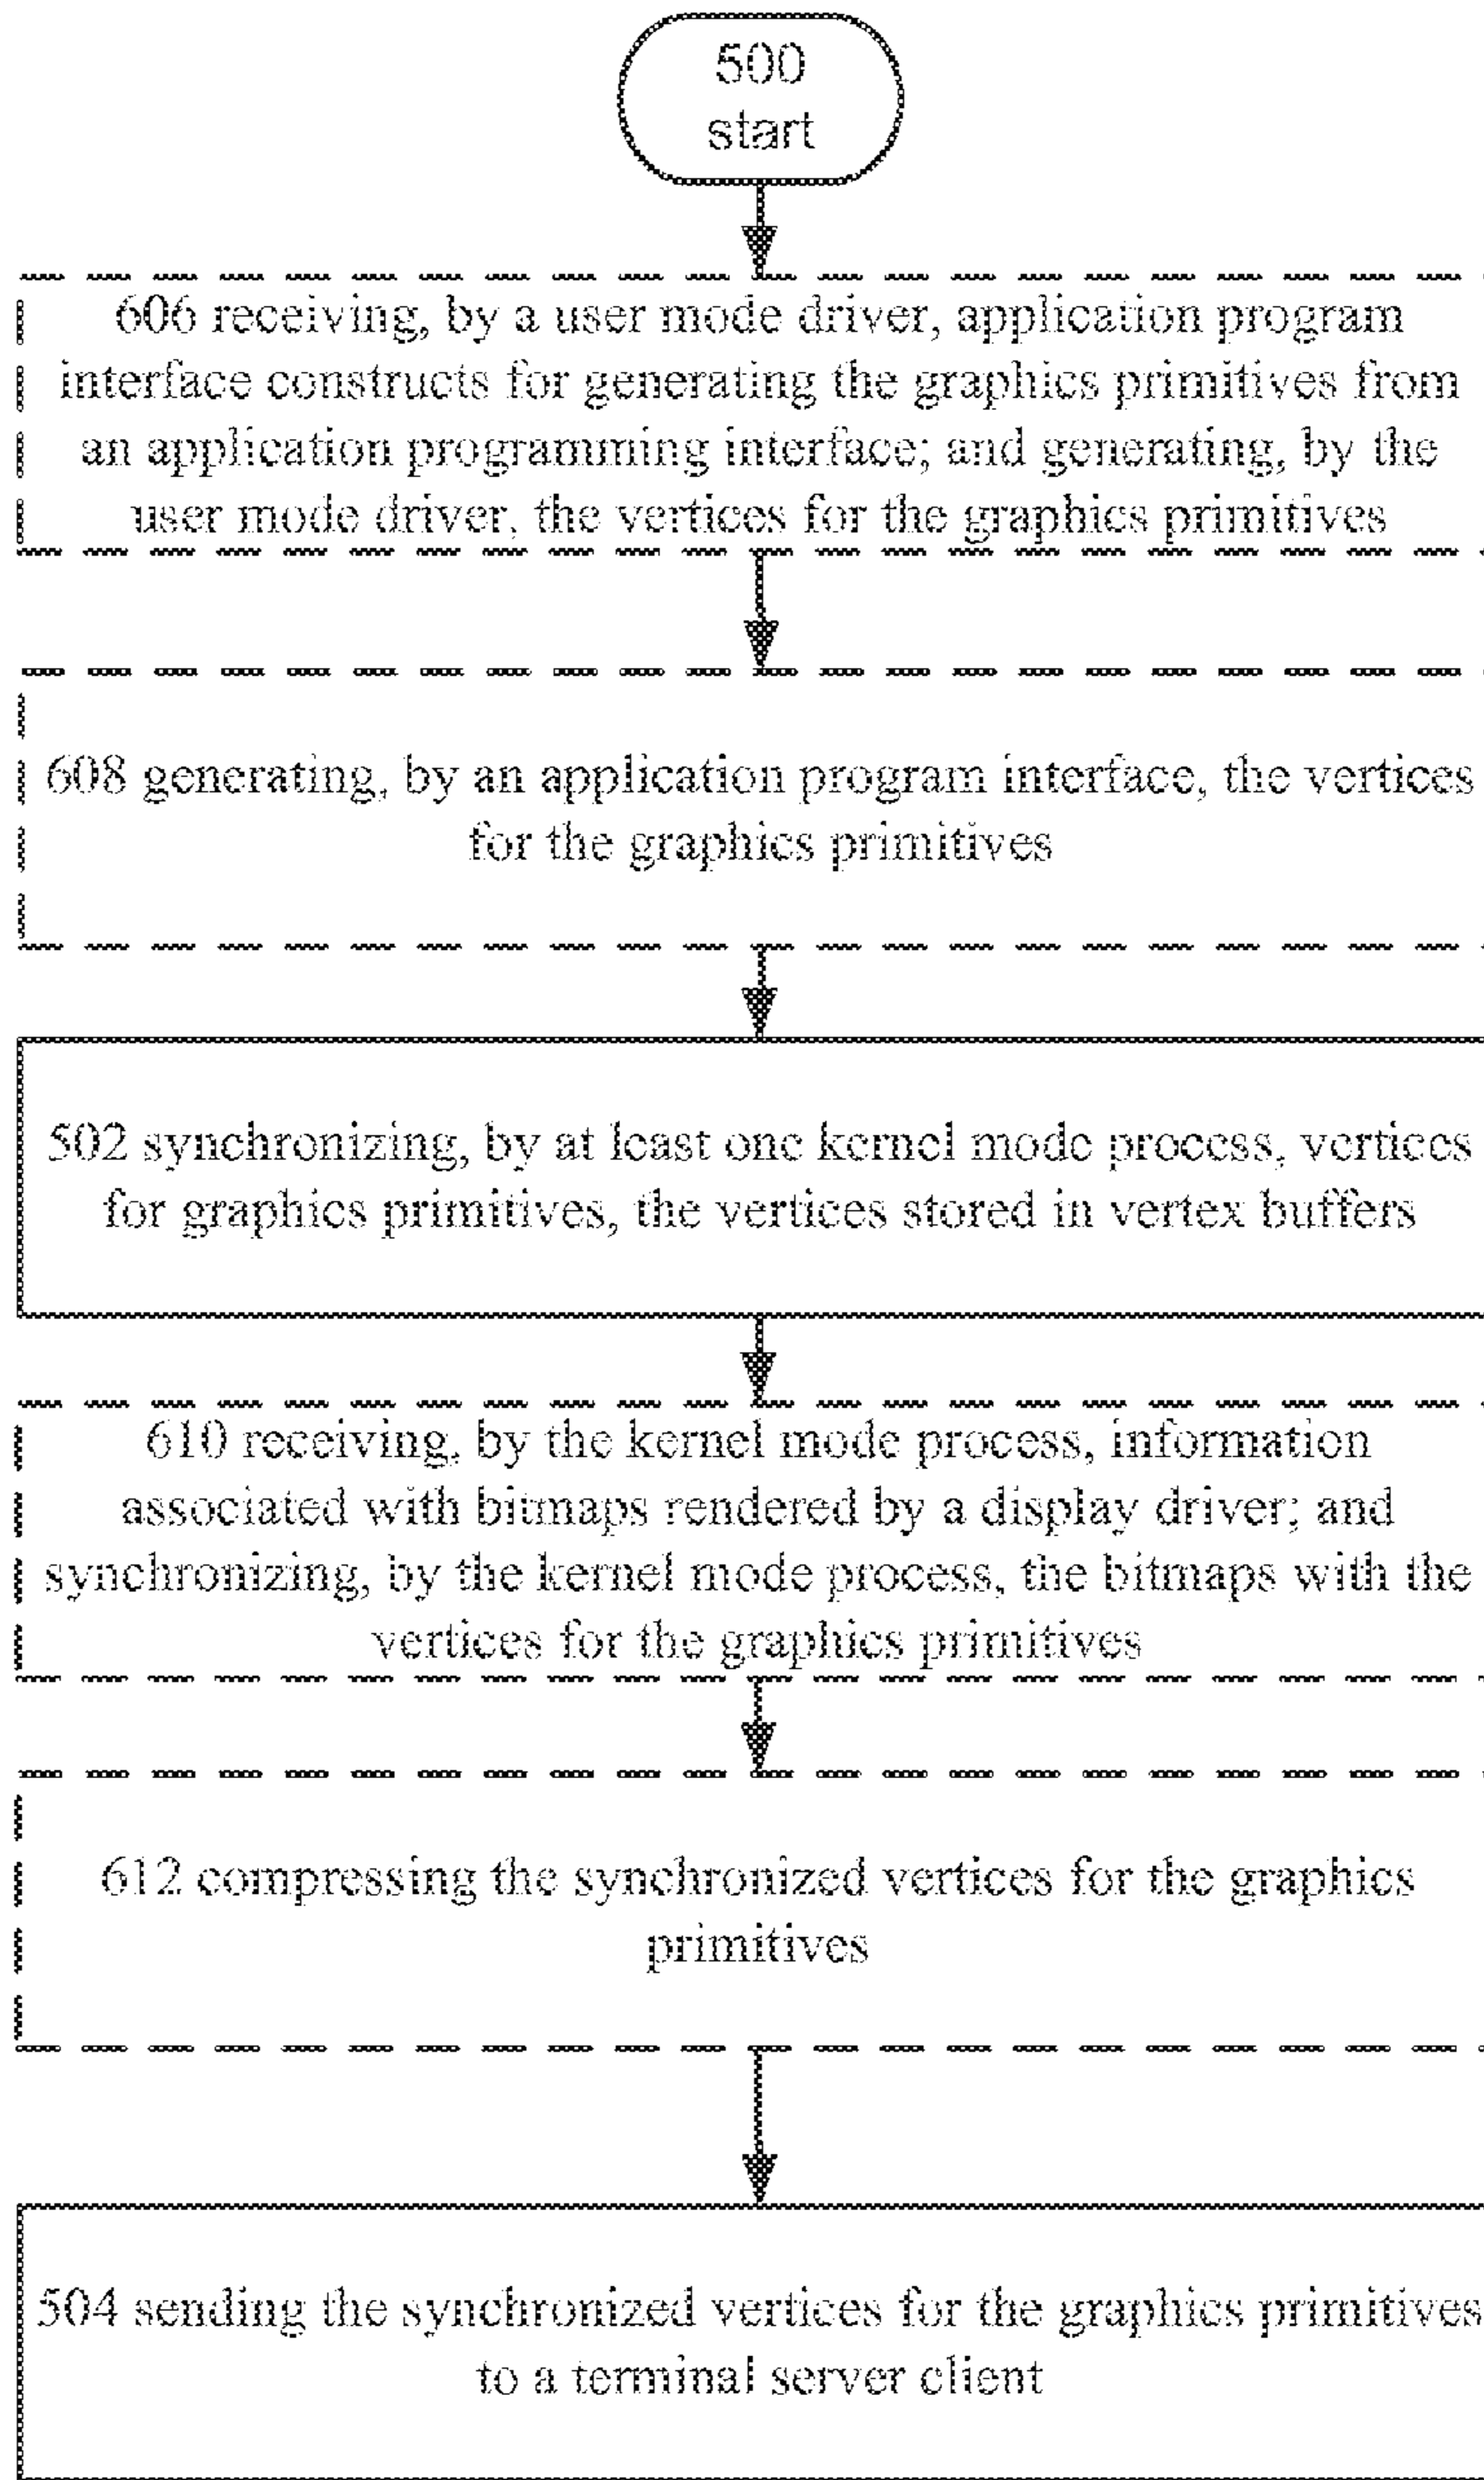 500
start
606 receiving, by a user mode driver, application program
interface constructs for generating the graphics primitives from
an application programming interface; and generating, by the
user mode driver, the vertices for the graphics primitives
608 generating, by an application program interface, the vertices
for the graphics primitives
502 synchronizing, by at least one kernel mode process, vertices
for graphics primitives, the vertices stored in vertex buffers
610 receiving, by the kernel mode process, information
associated with bitmaps rendered by a display driver; and
synchronizing, by the kernel mode process, the bitmaps with the
vertices for the graphics primitives
612 compressing the synchronized vertices for the graphics
primitives
504 sending the synchronized vertices for the graphics primitives
to a terminal server client